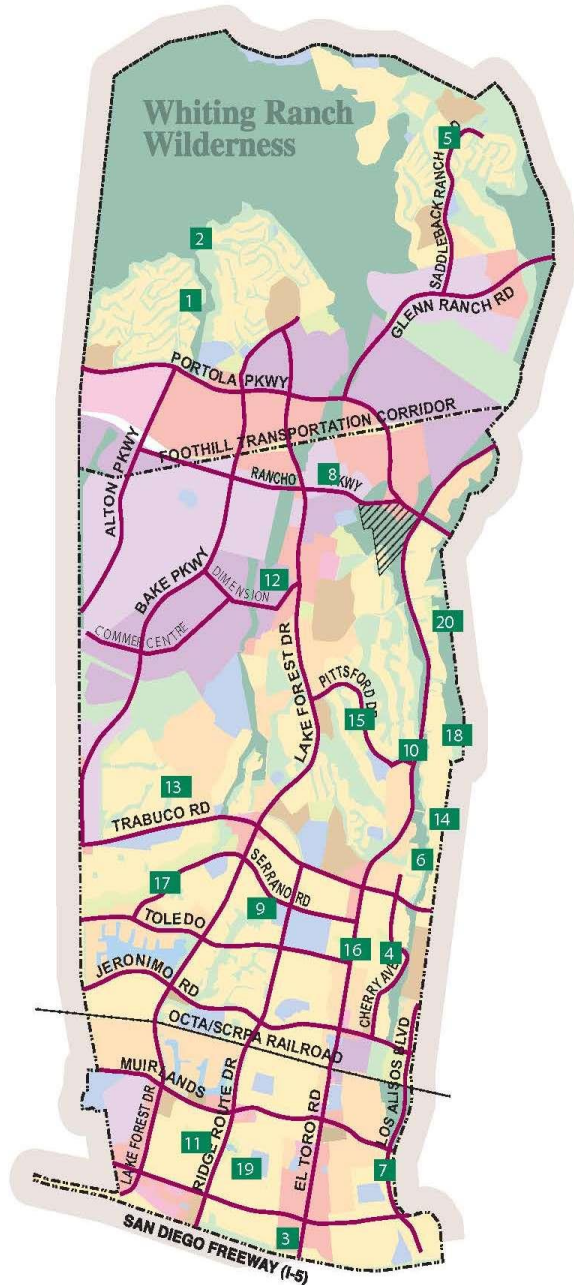 Whiting Ranch
Wilderness
5
SADDLEBACK RANCH
2
1
GLENN RANCH RD
PORTOLA PKWY
FOOTHILL TRANSPORTATION CORRIDOR
ALTON PKWY
RANCHO
8
KWY
BAKE PKWY
DIMENSION
12
COMMERCENTRE
20
LAKE FOREST DR
PITTSFORD DR
15
18
10
13
TRABUCO RD
14
6
17
SERRANO RD
9
TOLEDO
16
4
CHERRY AVE
JERONIMO RD
OCTA/SCRPA RAILROAD
LOS ALISOS BLVD
MUIRLANDS
LAKE FOREST DR
11
RIDGE ROUTE DR
19
EL TORO RD
7
3
SAN DIEGO FREEWAY (I-5)